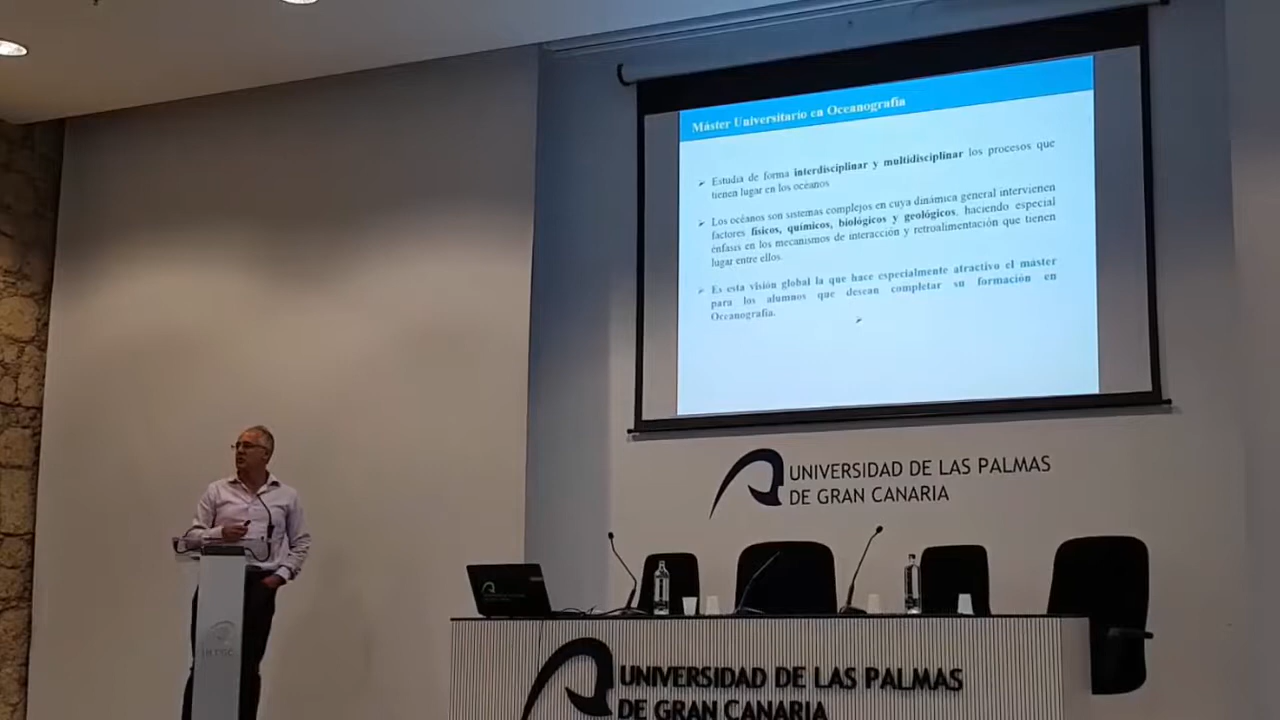 Máster Universitario en Oceanografía
Estudia de forma interdisciplinar y multidisciplinar los procesos que
tienen lugar en los océanos
Los océanos son sistemas complejos en cuya dinámica general intervienen
factores físicos, químicos, biológicos y geológicos, haciendo especial
énfasis en los mecanismos de interacción y retroalimentación que tienen
lugar entre ellos.
Es esta visión global la que hace especialmente atractivo el máster
para los alumnos que desean completar su formación en
Oceanografía.
UNIVERSIDAD DE LAS PALMAS
DE GRAN CANARIA
UNIVERSIDAD DE LAS PALMAS
DE GRAN CANARIA